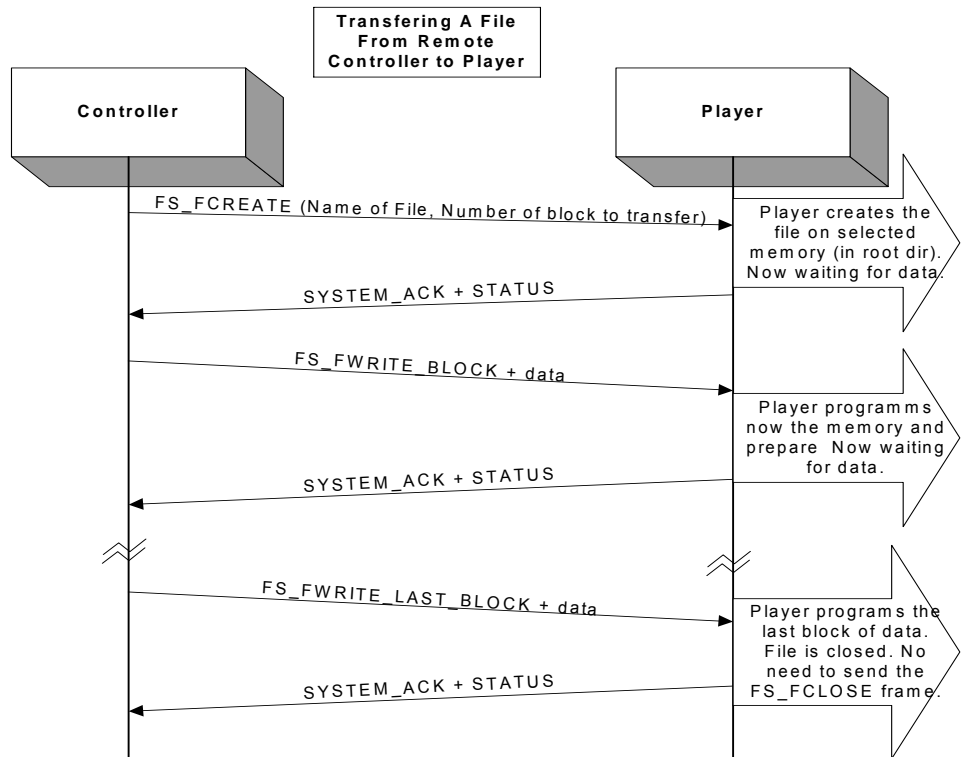 Transfering A File
From Remote
Controller to Player
Controller
Player
FS_FCREATE (Name of File, Number of block to transfer)
Player creates the
file on selected
memory (in root dir).
Now waiting for data.
SYSTEM_ACK + STATUS
FS_FWRITE_BLOCK + data
Player programms
now the memory and
prepare Now waiting
for data.
SYSTEM_ACK + STATUS
FS_FWRITE_LAST_BLOCK + data
Player programs the
last block of data.
File is closed. No
need to send the
FS_FCLOSE frame.
SYSTEM_ACK + STATUS